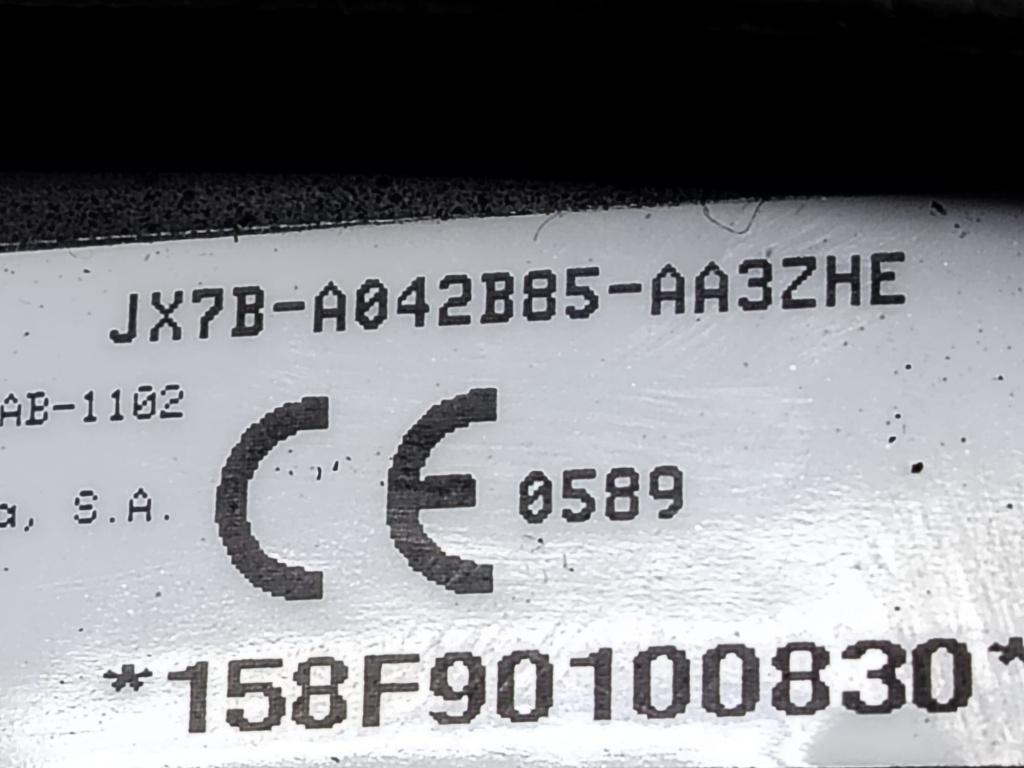 JX7B-A042B85-AA3ZHE
AB-1102
a, S.A.
CE 0589
*158F90100830*